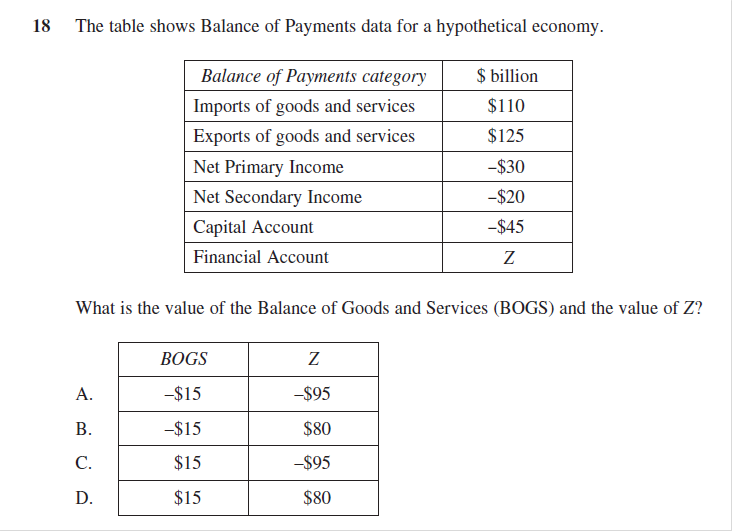 18 The table shows Balance of Payments data for a hypothetical economy.
Balance of Payments category $ billion
Imports of goods and services $110
Exports of goods and services $125
Net Primary Income –$30
Net Secondary Income –$20
Capital Account –$45
Financial Account Z
What is the value of the Balance of Goods and Services (BOGS) and the value of Z?
BOGS Z
A. –$15 –$95
B. –$15 $80
C. $15 –$95
D. $15 $80